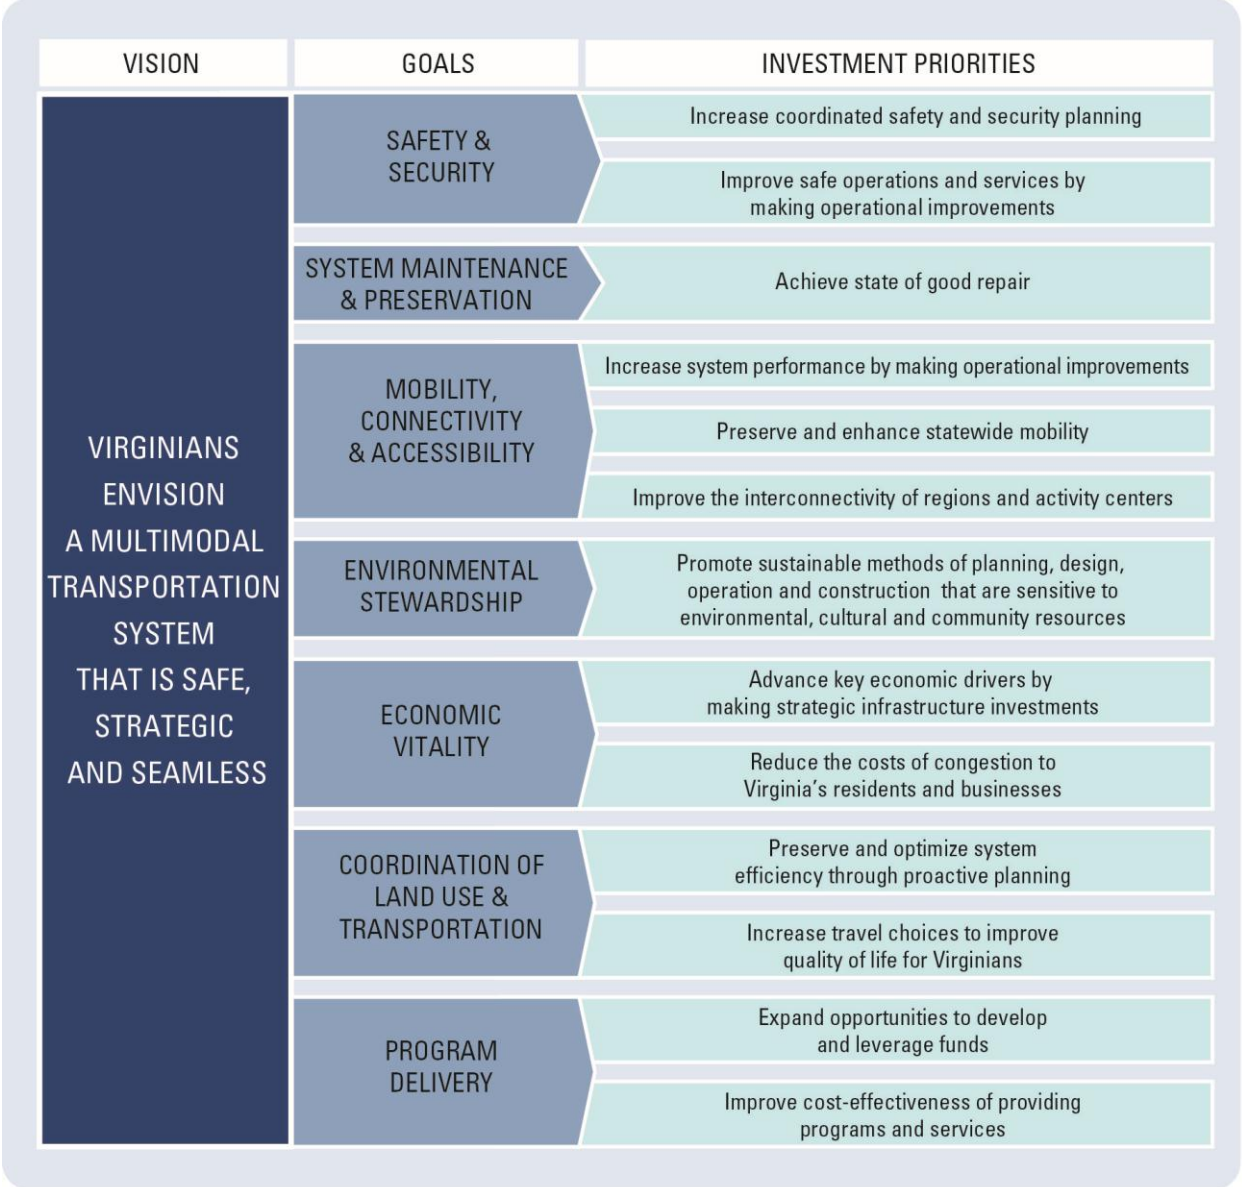 VISION
GOALS
INVESTMENT PRIORITIES
VIRGINIANS
ENVISION
A MULTIMODAL
TRANSPORTATION
SYSTEM
THAT IS SAFE,
STRATEGIC
AND SEAMLESS
SAFETY &
SECURITY
Increase coordinated safety and security planning
Improve safe operations and services by
making operational improvements
SYSTEM MAINTENANCE
& PRESERVATION
Achieve state of good repair
MOBILITY,
CONNECTIVITY
& ACCESSIBILITY
Increase system performance by making operational improvements
Preserve and enhance statewide mobility
Improve the interconnectivity of regions and activity centers
ENVIRONMENTAL
STEWARDSHIP
Promote sustainable methods of planning, design,
operation and construction that are sensitive to
environmental, cultural and community resources
ECONOMIC
VITALITY
Advance key economic drivers by
making strategic infrastructure investments
Reduce the costs of congestion to
Virginia's residents and businesses
COORDINATION OF
LAND USE &
TRANSPORTATION
Preserve and optimize system
efficiency through proactive planning
Increase travel choices to improve
quality of life for Virginians
PROGRAM
DELIVERY
Expand opportunities to develop
and leverage funds
Improve cost-effectiveness of providing
programs and services